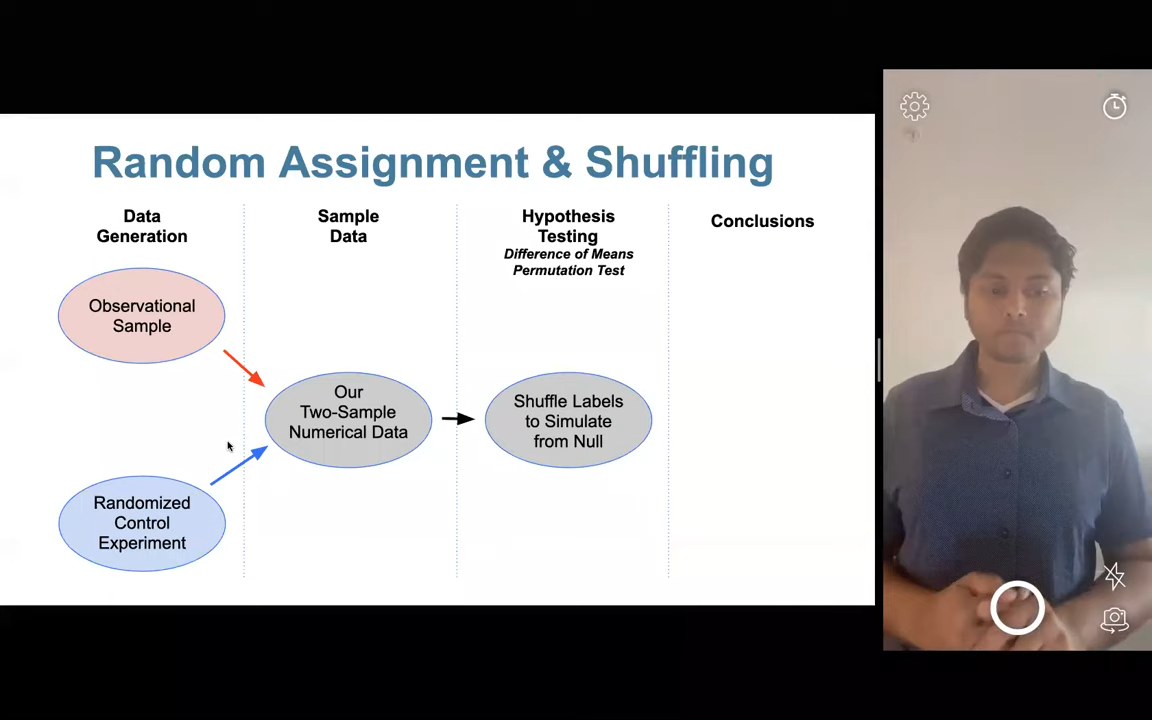 Random Assignment & Shuffling
Data
Generation
Sample
Data
Hypothesis
Testing
Difference of Means
Permutation Test
Conclusions
Observational
Sample
Our
Two-Sample
Numerical Data
Shuffle Labels
to Simulate
from Null
Randomized
Control
Experiment